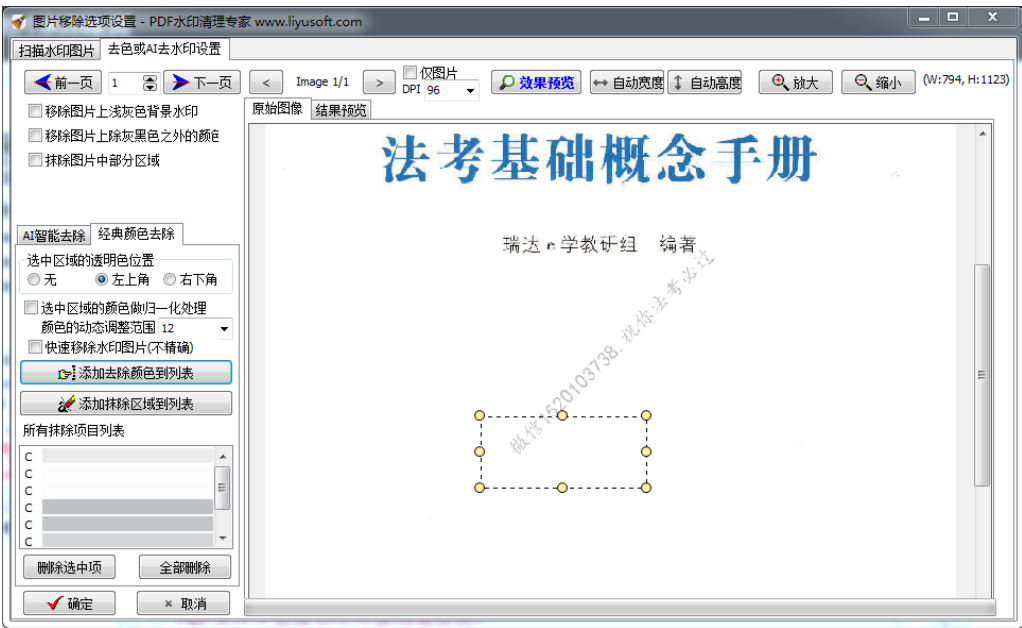 图片移除选项设置 - PDF水印清理专家 www.liyusoft.com
扫描水印图片 去色或AI去水印设置
前一页 1 下一页 < Image 1/1 > 仅图片 DPI 96 效果预览 自动宽度 自动高度 放大 缩小 (W:794, H:1123)
移除图片上浅灰色背景水印
移除图片上除灰黑色之外的颜色
抹除图片中部分区域
AI智能去除 经典颜色去除
选中区域的透明色位置
无 左上角 右下角
选中区域的颜色做归一化处理
颜色的动态调整范围 12
快速移除水印图片(不精确)
添加去除颜色到列表
添加抹除区域到列表
所有抹除项目列表
C
C
C
C
C
C
删除选中项 全部删除
确定 取消
原始图像 结果预览
法考基础概念手册
瑞达e学教研组 编著
微信1520103738. 祝你法考必过